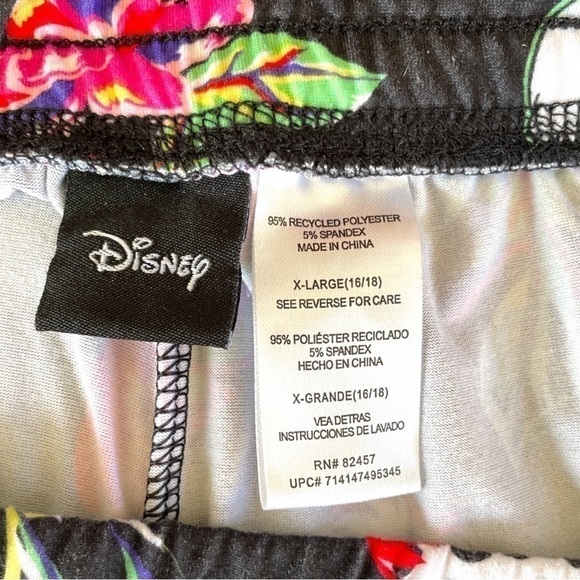 Disney
95% RECYCLED POLYESTER
5% SPANDEX
MADE IN CHINA
X-LARGE(16/18)
SEE REVERSE FOR CARE
95% POLIÉSTER RECICLADO
5% SPANDEX
HECHO EN CHINA
X-GRANDE(16/18)
VEA DETRAS
INSTRUCCIONES DE LAVADO
RN# 82457
UPC# 714147495345